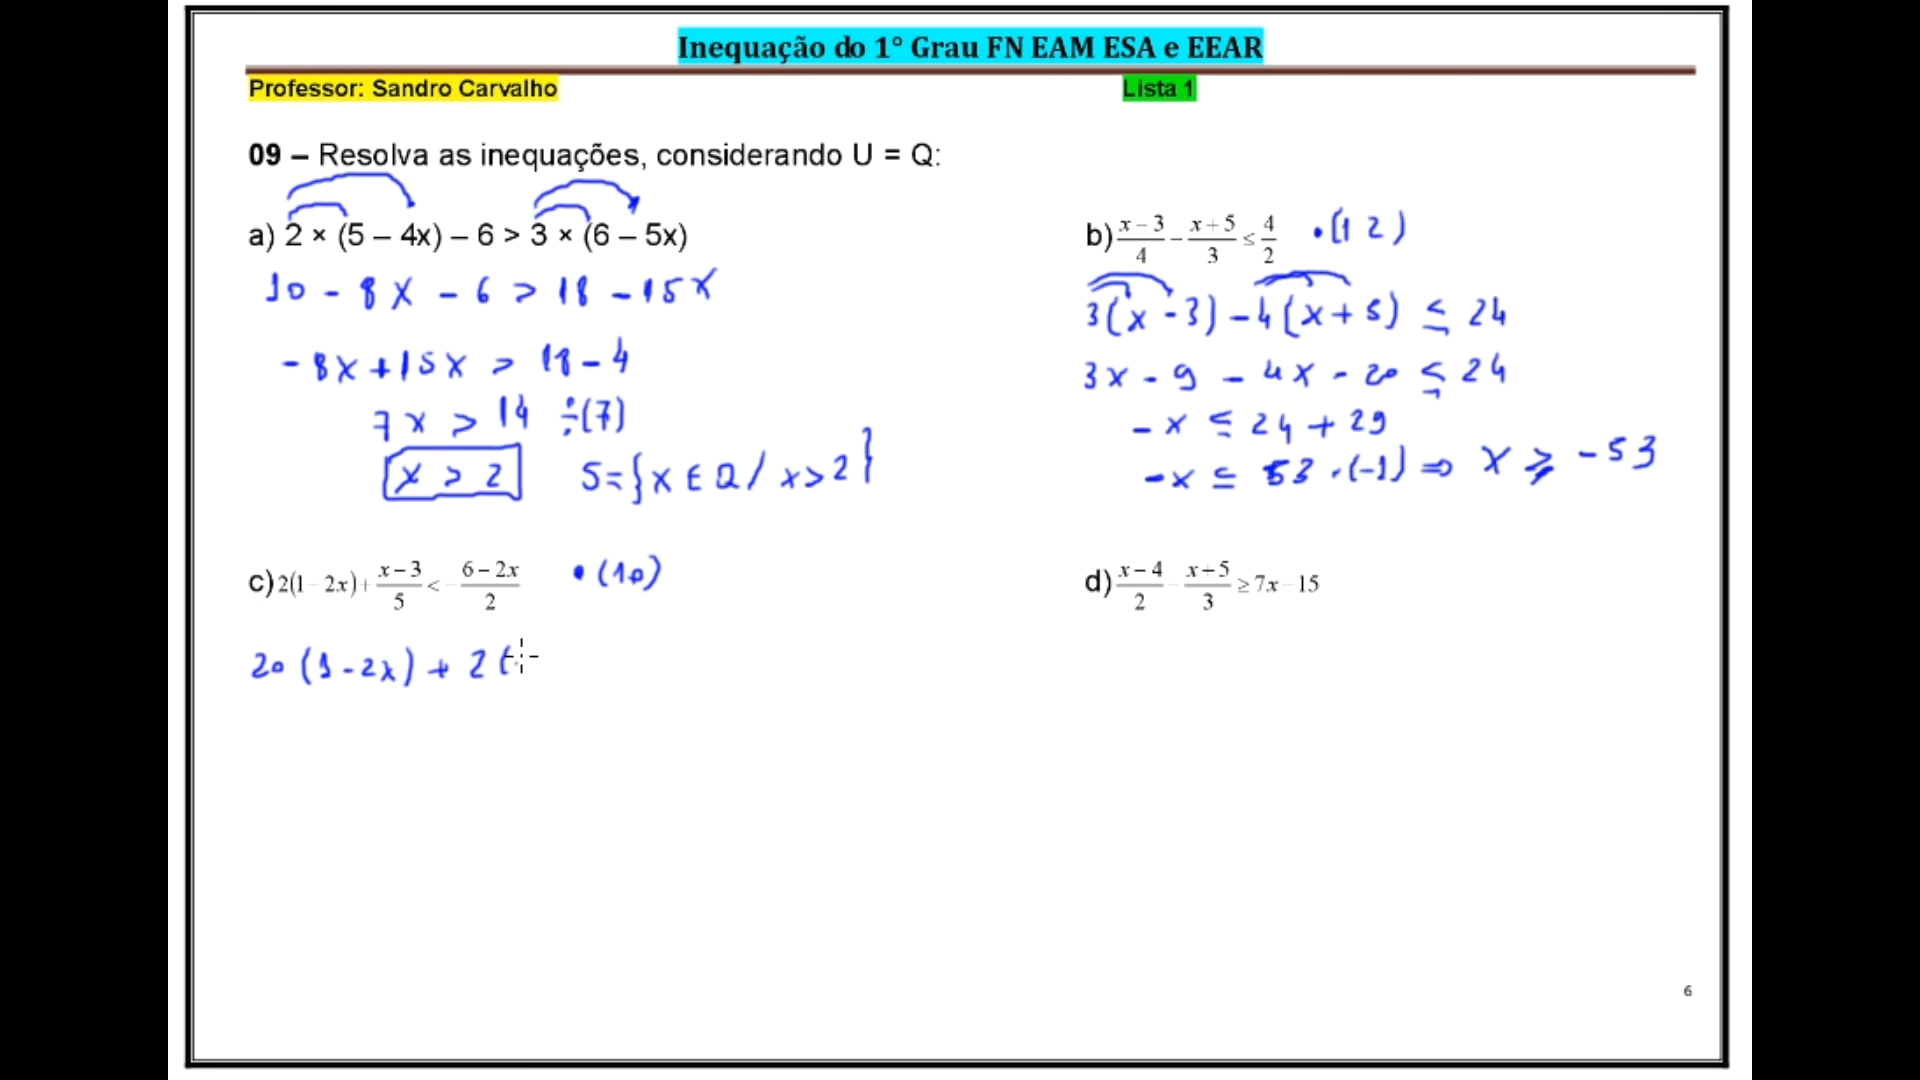 Inequação do 1° Grau FN EAM ESA e EEAR
Professor: Sandro Carvalho
Lista 1
09 – Resolva as inequações, considerando U = Q:
a) 2 × (5 – 4x) – 6 > 3 × (6 – 5x)
10 - 8x - 6 > 18 - 15x
- 8x + 15x > 18 - 4
7x > 14 ÷(7)
x > 2 S={x ∈ Q / x>2}
b) (x-3)/4 - (x+5)/3 ≤ 4/2 •(12)
3(x-3) - 4(x+5) ≤ 24
3x - 9 - 4x - 20 ≤ 24
-x ≤ 24 + 29
-x ≤ 53 .(-1) ⇒ x ≥ -53
c) 2(1-2x) + (x-3)/5 < - (6-2x)/2 •(10)
20(1-2x) + 2(
d) (x-4)/2 - (x+5)/3 ≥ 7x - 15
6